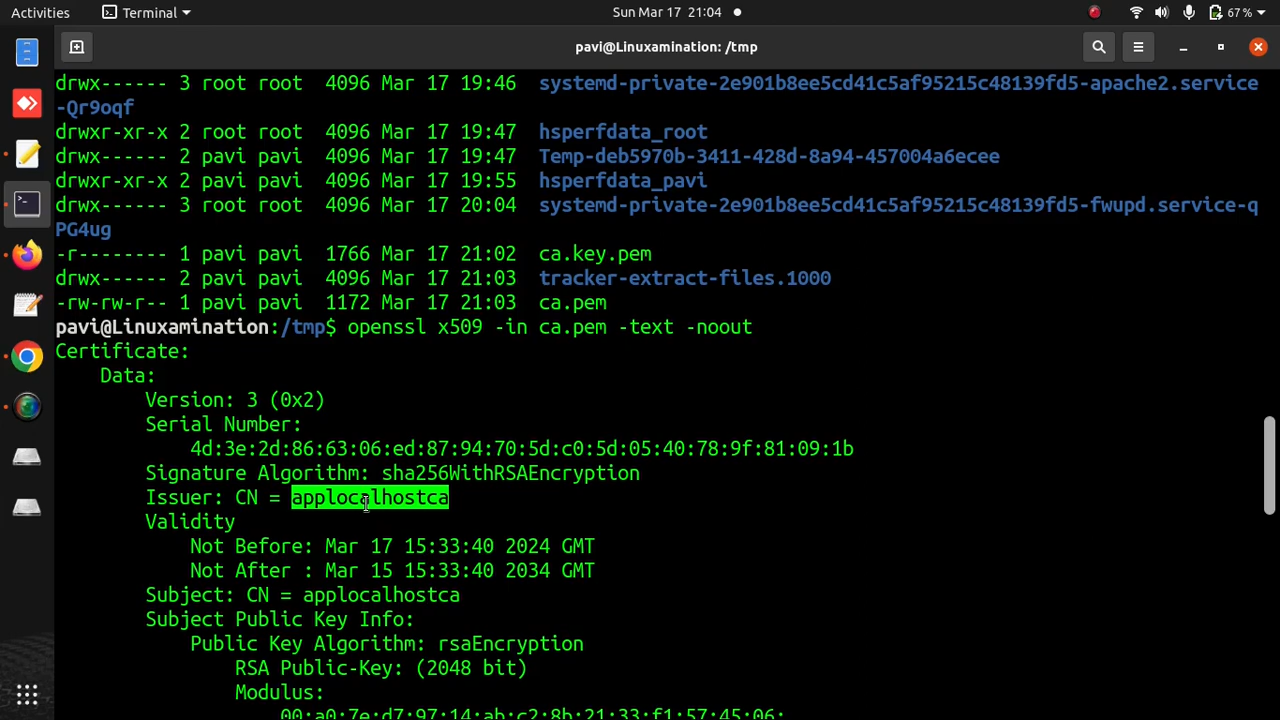 Activities
Terminal
Sun Mar 17 21:04
67 %
pavi@Linuxamination: /tmp
drwx------ 3 root root 4096 Mar 17 19:46 systemd-private-2e901b8ee5cd41c5af95215c48139fd5-apache2.service
-Qr9oqf
drwxr-xr-x 2 root root 4096 Mar 17 19:47 hsperfdata_root
drwxr-xr-x 2 pavi pavi 4096 Mar 17 19:47 Temp-deb5970b-3411-428d-8a94-457004a6ecee
drwxr-xr-x 2 pavi pavi 4096 Mar 17 19:55 hsperfdata_pavi
drwx------ 3 root root 4096 Mar 17 20:04 systemd-private-2e901b8ee5cd41c5af95215c48139fd5-fwupd.service-q
PG4ug
-r-------- 1 pavi pavi 1766 Mar 17 21:02 ca.key.pem
drwx------ 2 pavi pavi 4096 Mar 17 21:03 tracker-extract-files.1000
-rw-rw-r-- 1 pavi pavi 1172 Mar 17 21:03 ca.pem
pavi@Linuxamination:/tmp$ openssl x509 -in ca.pem -text -noout
Certificate:
Data:
Version: 3 (0x2)
Serial Number:
4d:3e:2d:86:63:06:ed:87:94:70:5d:c0:5d:05:40:78:9f:81:09:1b
Signature Algorithm: sha256WithRSAEncryption
Issuer: CN = applocalhostca
Validity
Not Before: Mar 17 15:33:40 2024 GMT
Not After : Mar 15 15:33:40 2034 GMT
Subject: CN = applocalhostca
Subject Public Key Info:
Public Key Algorithm: rsaEncryption
RSA Public-Key: (2048 bit)
Modulus:
00:a0:7e:d7:97:14:ab:c2:8b:21:33:f1:57:45:06: